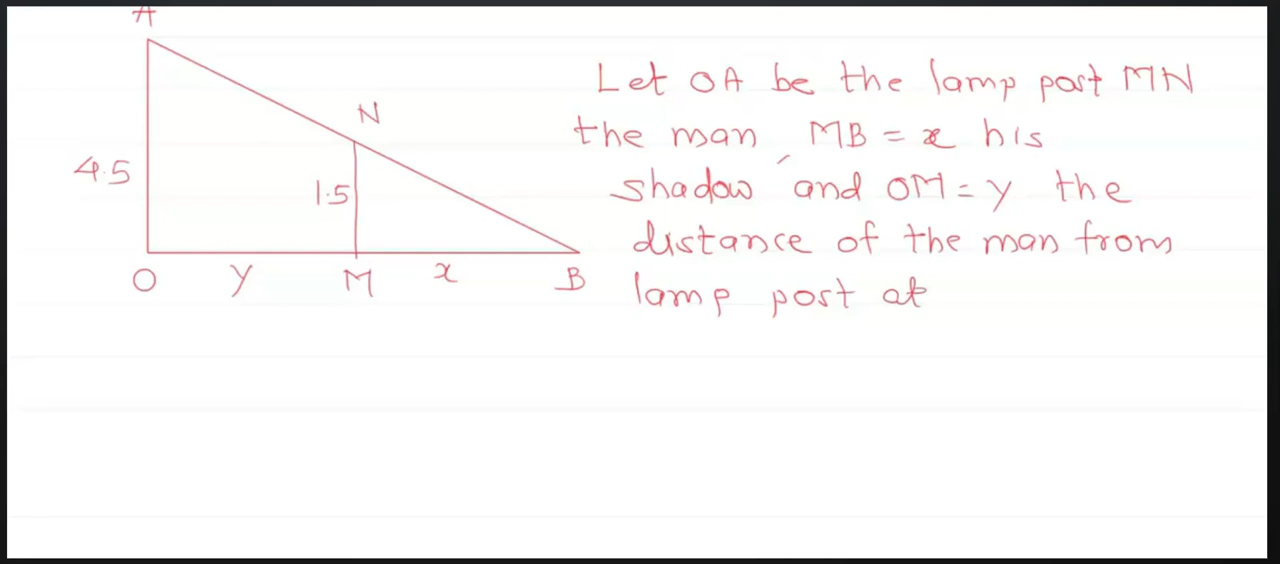 A
N
4.5
1.5
O y M x B
Let OA be the lamp post MN
the man, MB = x his
shadow and OM = y the
distance of the man from
lamp post at